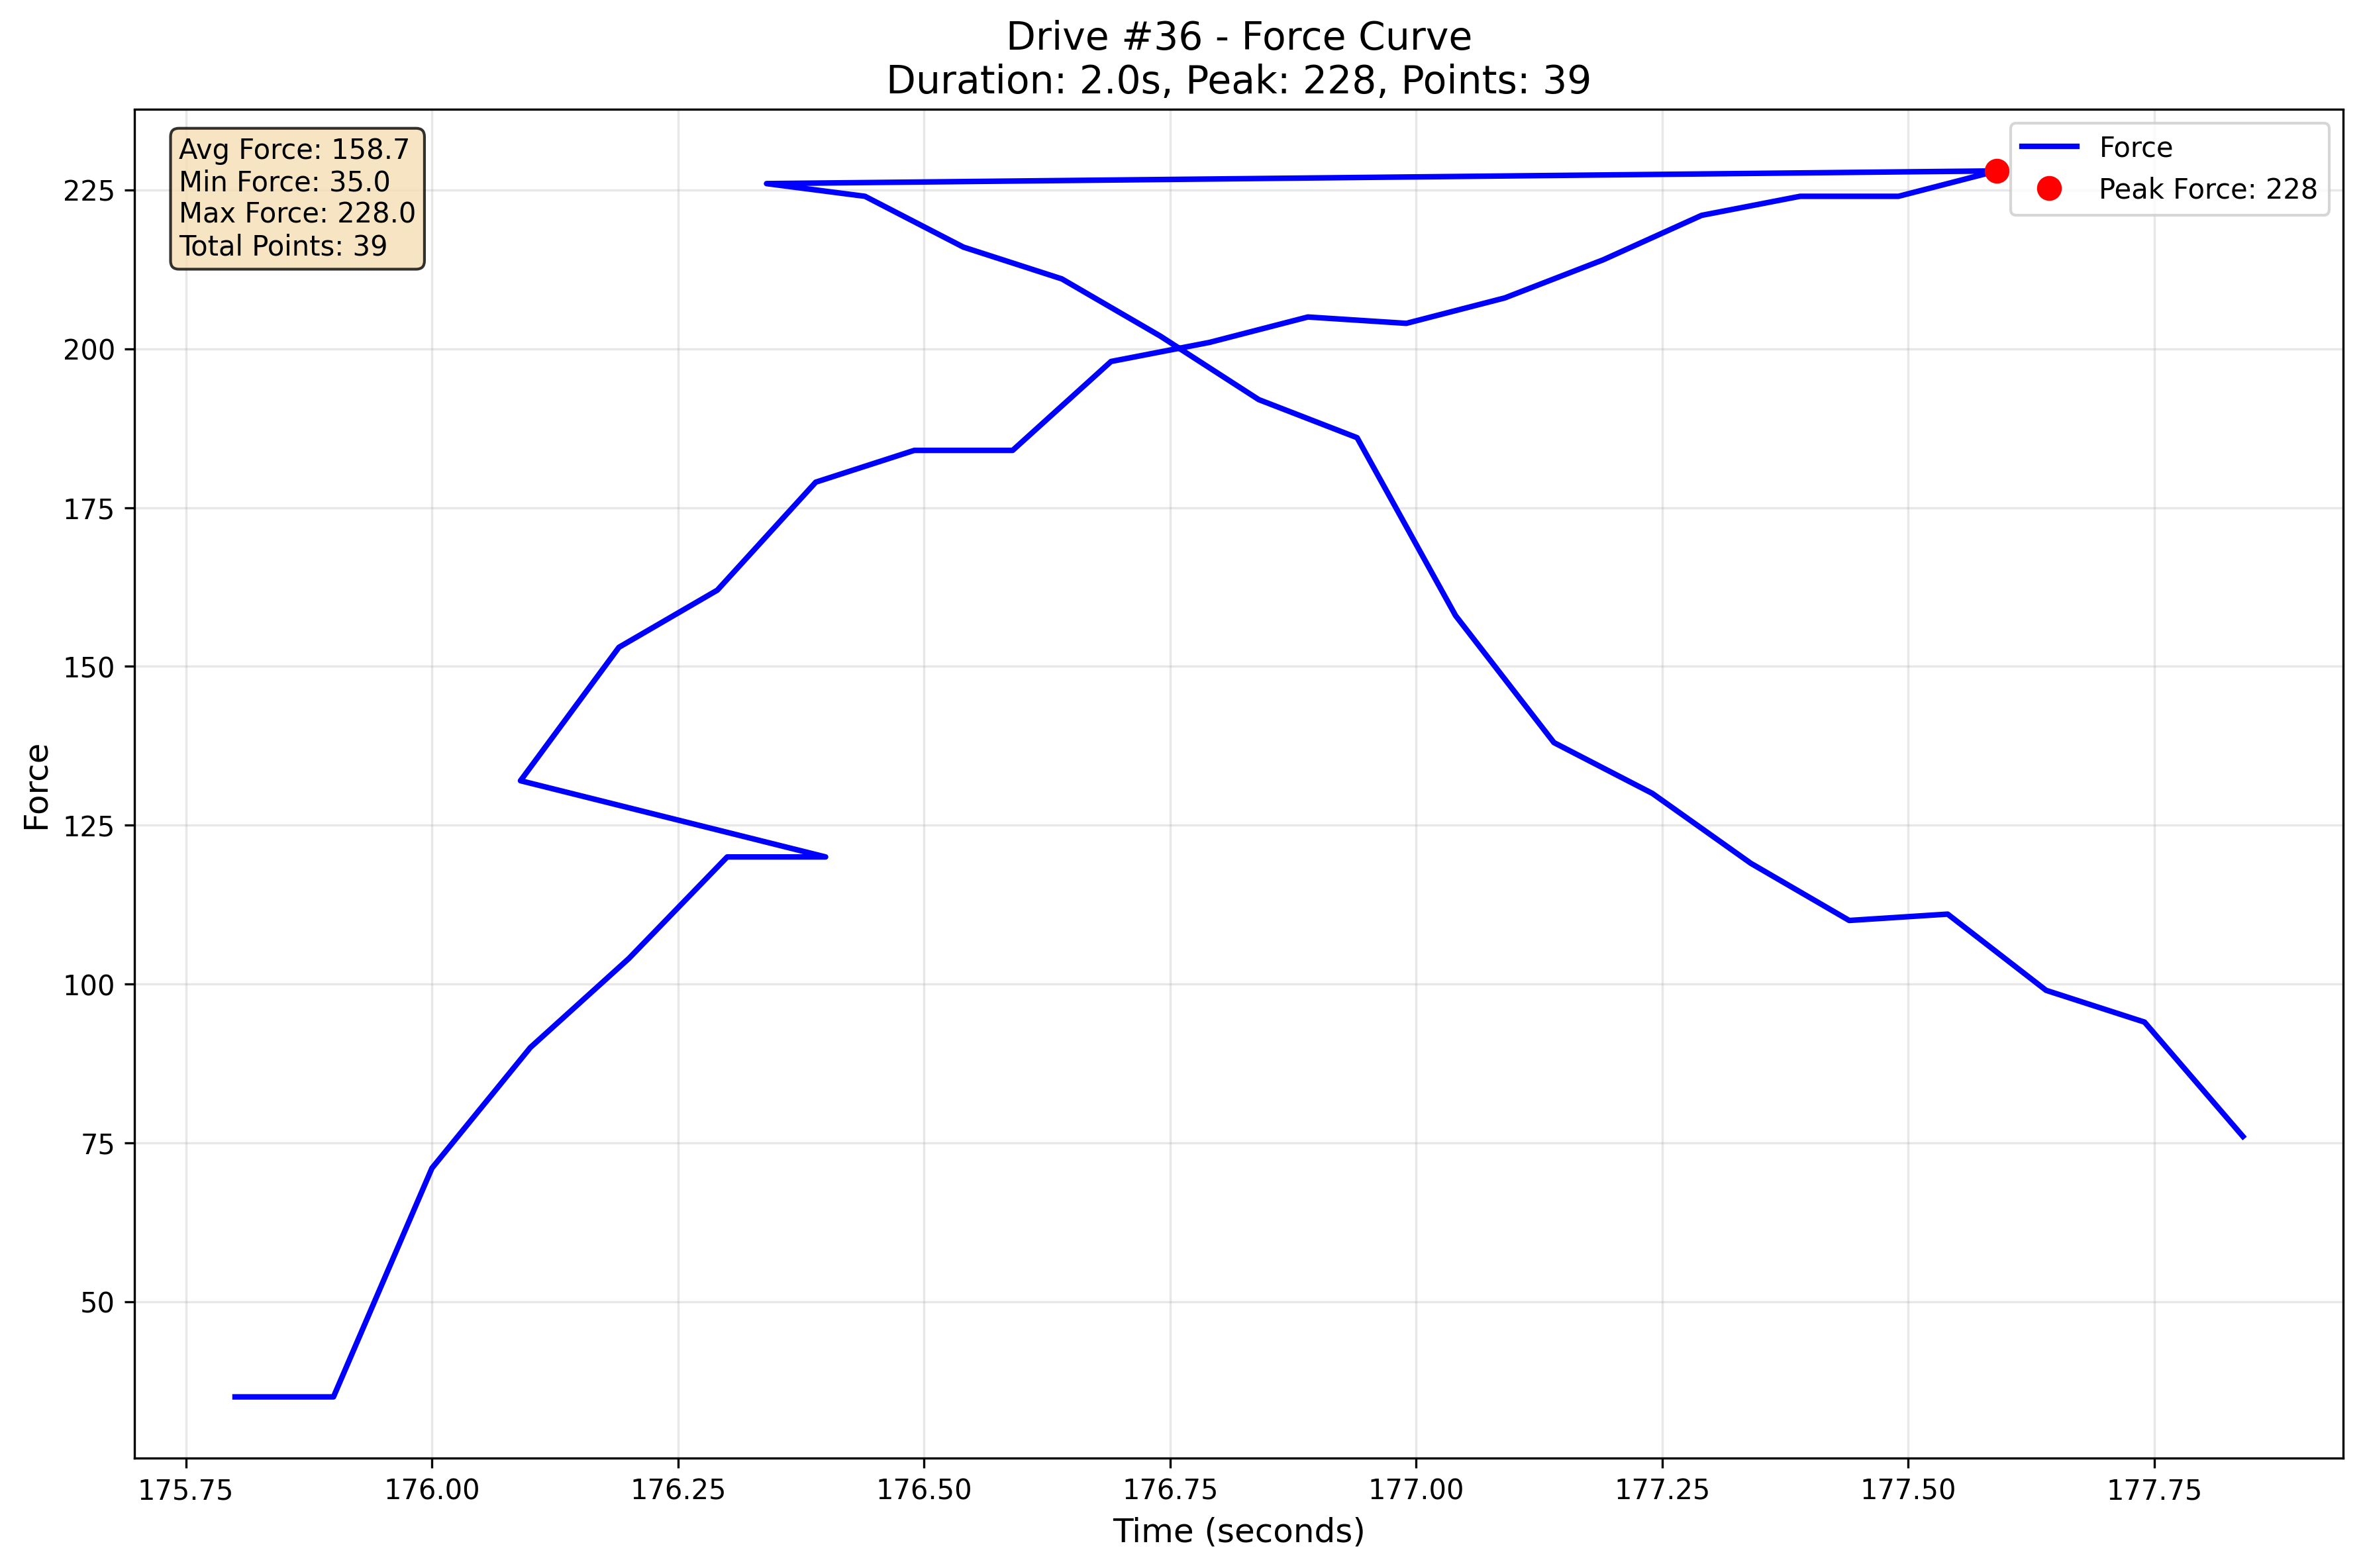 Drive #36 - Force Curve
Duration: 2.0s, Peak: 228, Points: 39
Avg Force: 158.7
Min Force: 35.0
Max Force: 228.0
Total Points: 39
Force
Peak Force: 228
Force
225
200
175
150
125
100
75
50
175.75
176.00
176.25
176.50
176.75
177.00
177.25
177.50
177.75
Time (seconds)